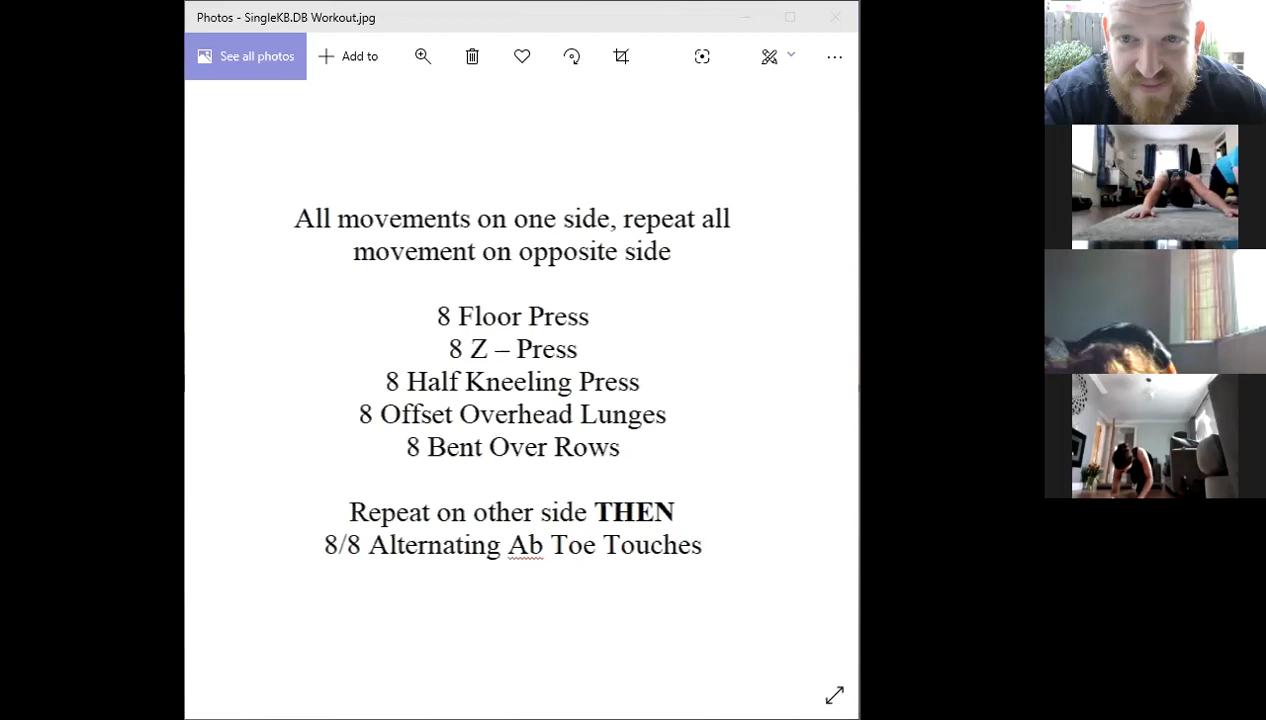 Photos - SingleKB.DB Workout.jpg
See all photos
Add to
All movements on one side, repeat all
movement on opposite side
8 Floor Press
8 Z – Press
8 Half Kneeling Press
8 Offset Overhead Lunges
8 Bent Over Rows
Repeat on other side THEN
8/8 Alternating Ab Toe Touches